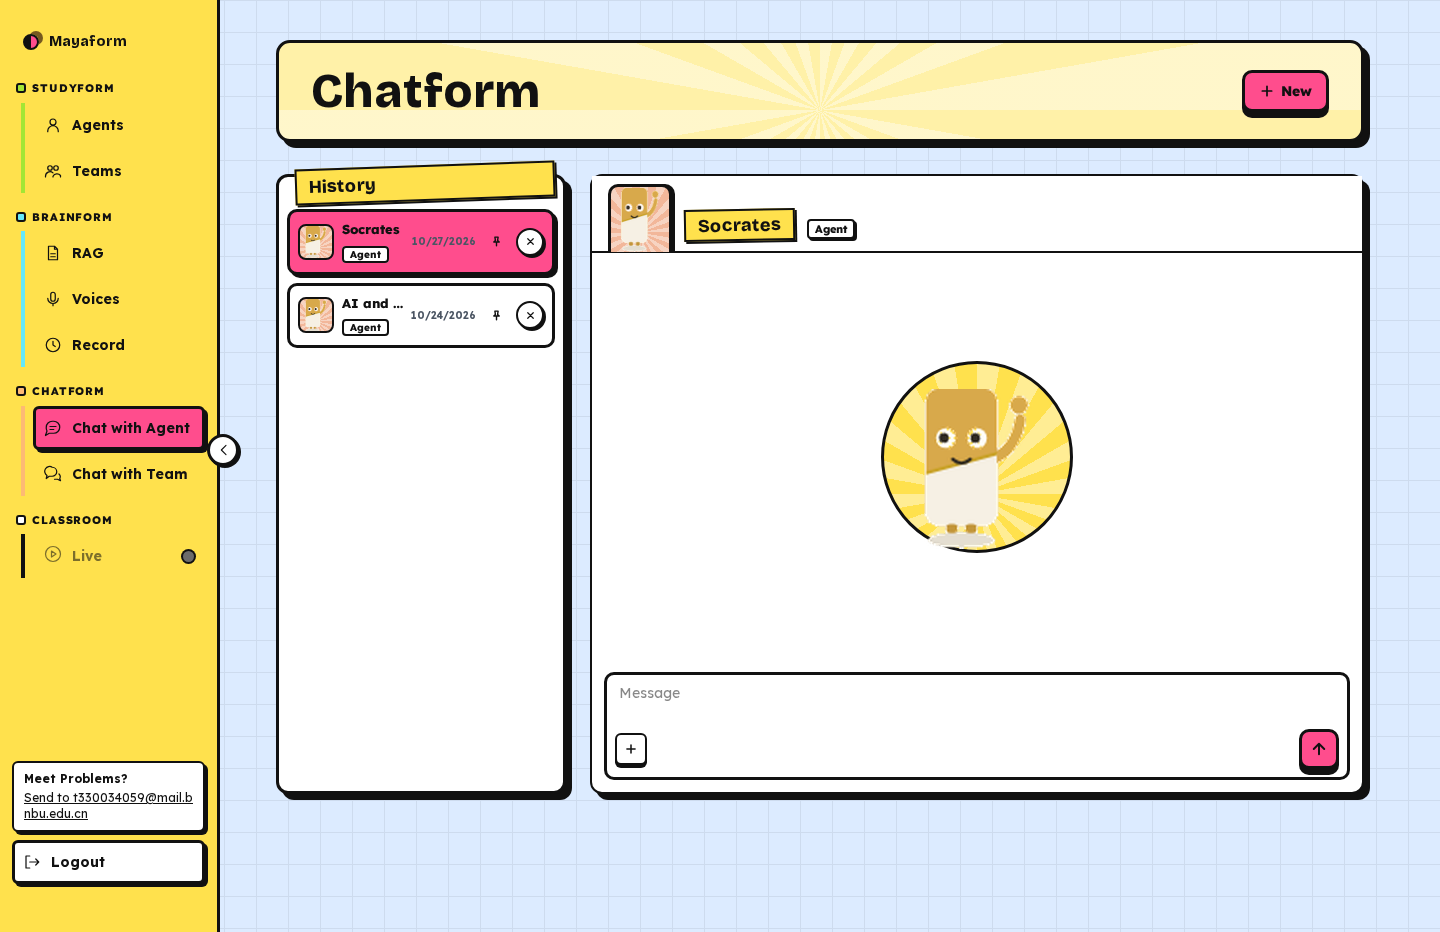 Mayaform
STUDYFORM
Agents
Teams
BRAINFORM
RAG
Voices
Record
CHATFORM
Chat with Agent
Chat with Team
CLASSROOM
Live
Meet Problems?
Send to t330034059@mail.b
nbu.edu.cn
Logout
Chatform
New
History
Socrates
10/27/2026
Agent
AI and ...
10/24/2026
Agent
Socrates
Agent
Message